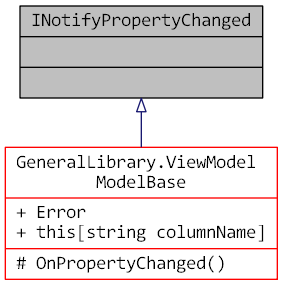 INotifyPropertyChanged
GeneralLibrary.ViewModel
ModelBase
+ Error
+ this[string columnName]
# OnPropertyChanged()